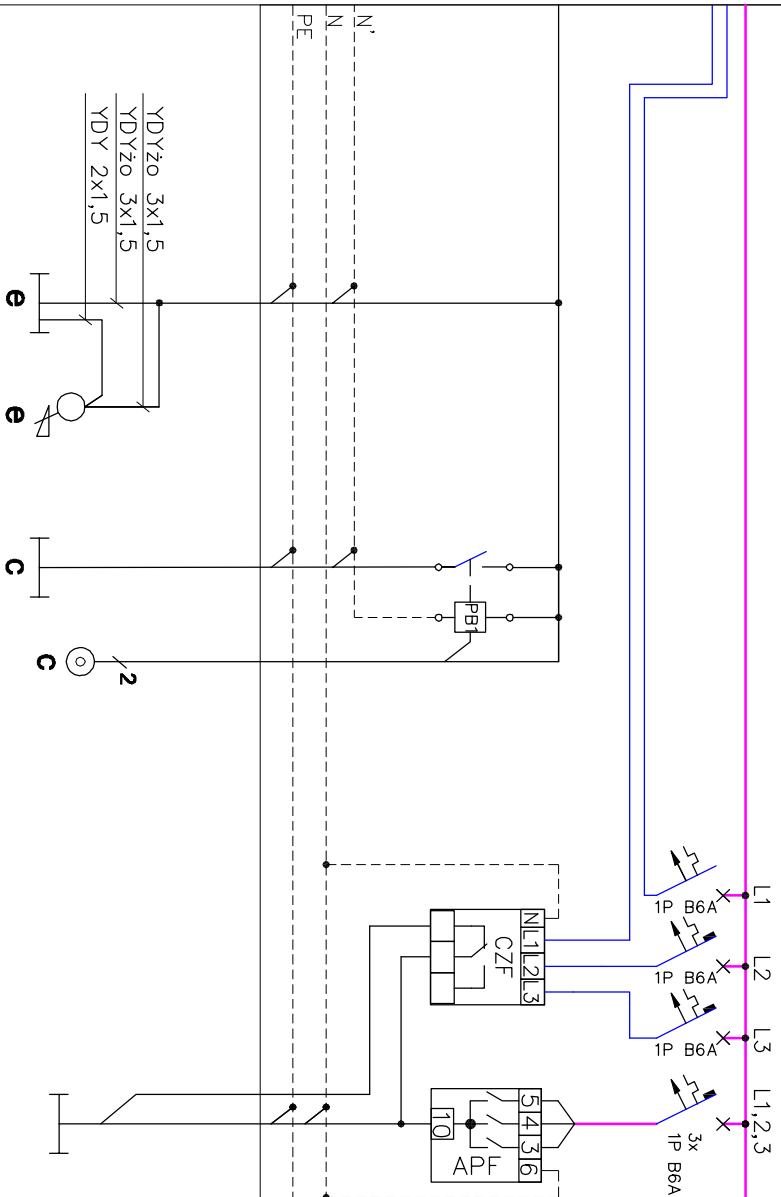 N'
N
PE
YDYżo 3x1,5
YDYżo 3x1,5
YDY 2x1,5
e
e
c
c
2
PB1
L1
1P B6A
L2
1P B6A
L3
1P B6A
L1,2,3
3x
1P B6A
N L1 L2 L3
CZF
5 4 3 6
10
APF